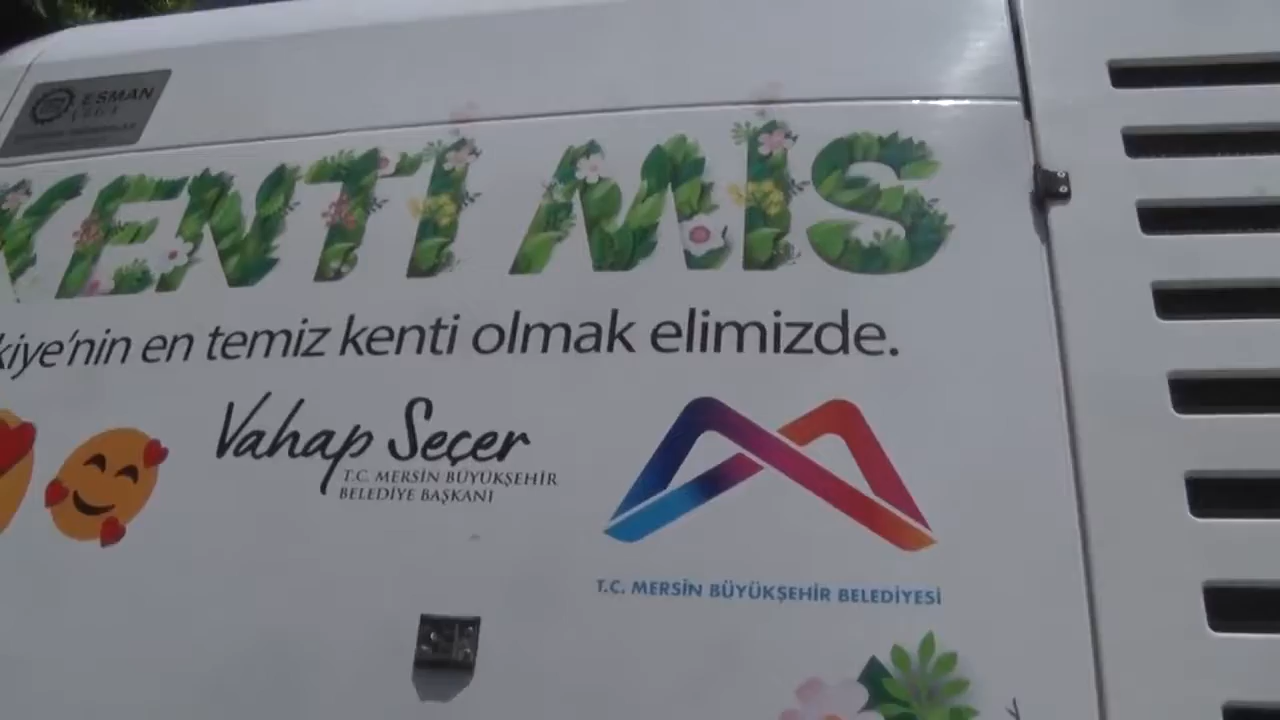 ESMAN
KENTİ MİS
kiye'nin en temiz kenti olmak elimizde.
Vahap Seçer
T.C. MERSİN BÜYÜKŞEHİR
BELEDİYE BAŞKANI
T.C. MERSİN BÜYÜKŞEHİR BELEDİYESİ